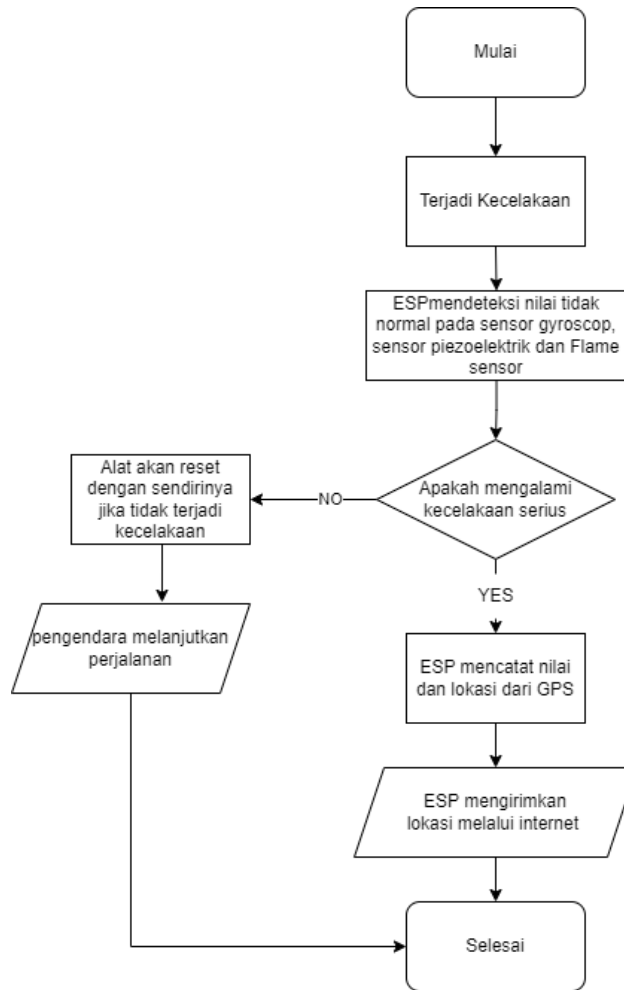 Mulai
Terjadi Kecelakaan
ESPmendeteksi nilai tidak
normal pada sensor gyroscop,
sensor piezoelektrik dan Flame
sensor
Apakah mengalami
kecelakaan serius
NO
Alat akan reset
dengan sendirinya
jika tidak terjadi
kecelakaan
pengendara melanjutkan
perjalanan
YES
ESP mencatat nilai
dan lokasi dari GPS
ESP mengirimkan
lokasi melalui internet
Selesai